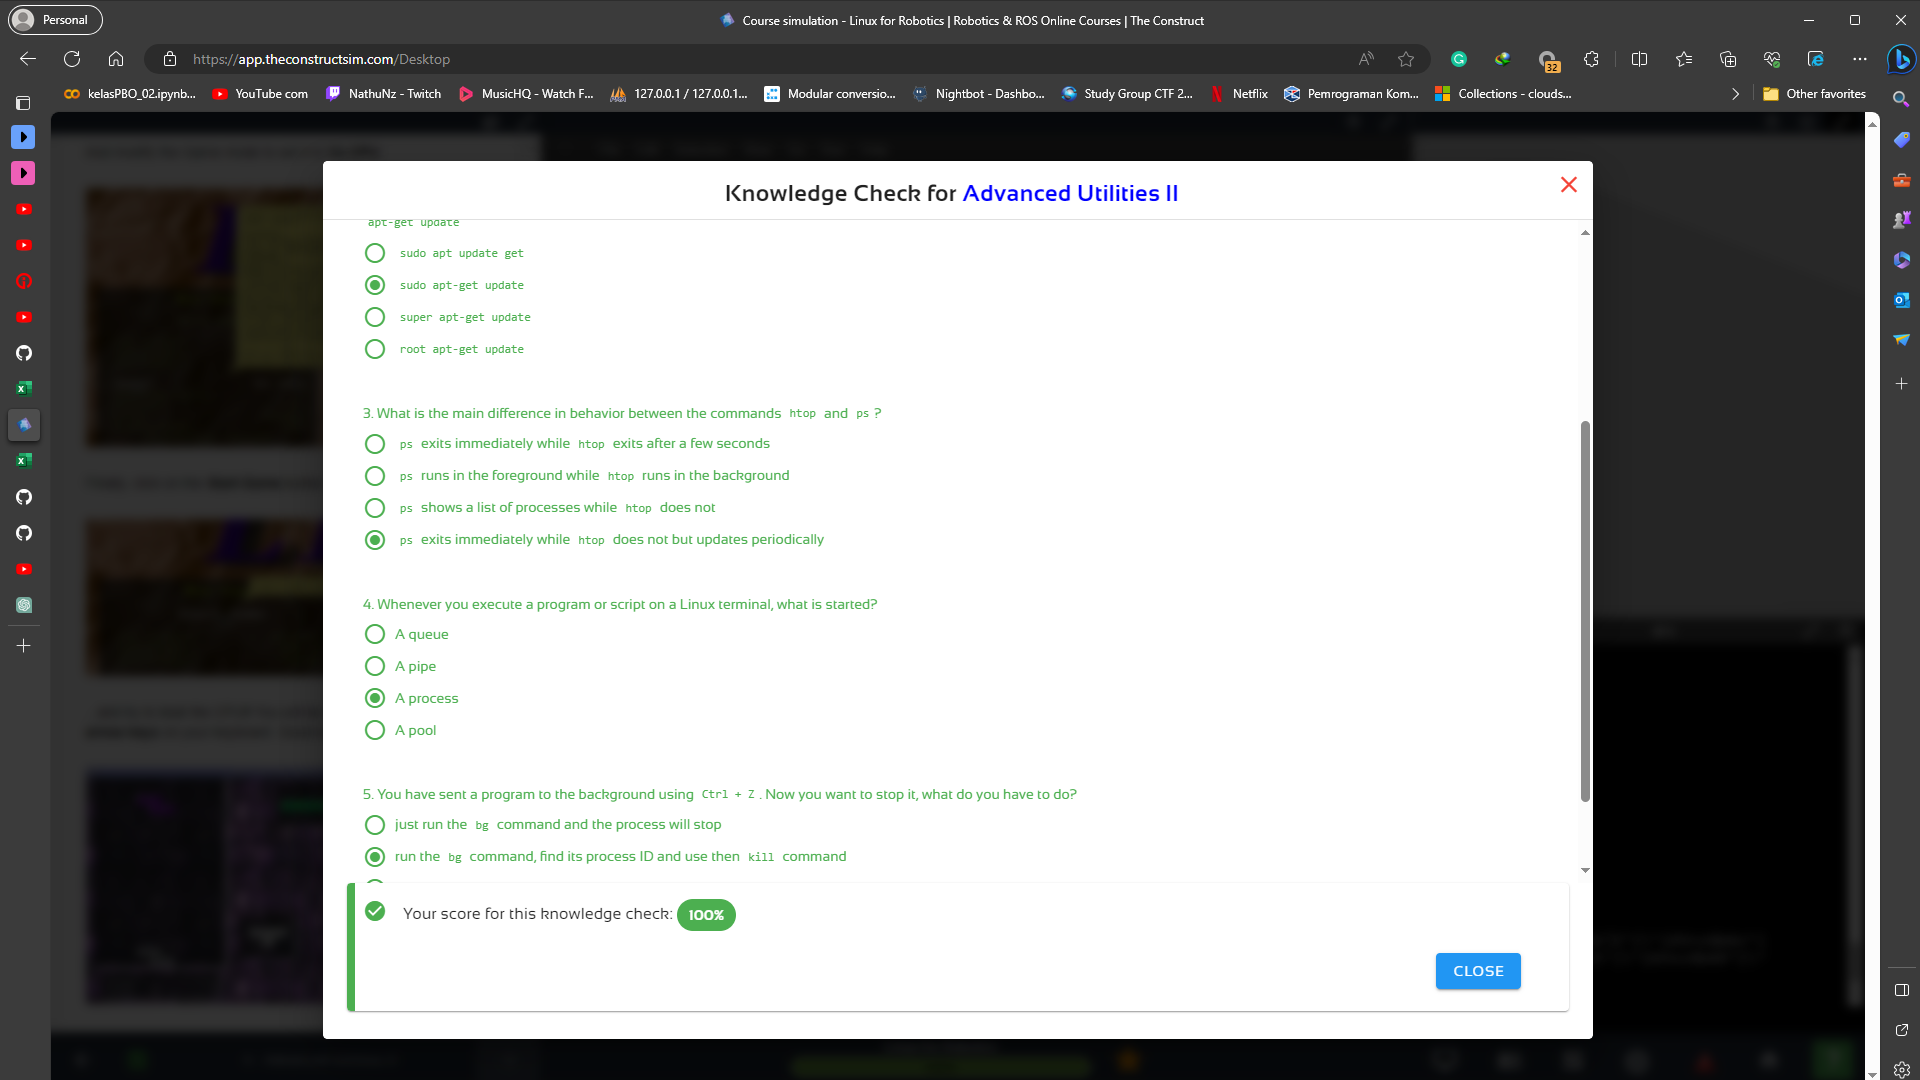 Personal
Course simulation - Linux for Robotics | Robotics & ROS Online Courses | The Construct
https://app.theconstructsim.com/Desktop
32
kelasPBO_02.ipynb...
YouTube com
NathuNz - Twitch
MusicHQ - Watch F...
127.0.0.1 / 127.0.0.1...
Modular conversio...
Nightbot - Dashbo...
Study Group CTF 2...
Netflix
Pemrograman Kom...
Collections - clouds...
Other favorites
Knowledge Check for Advanced Utilities II
apt-get update
sudo apt update get
sudo apt-get update
super apt-get update
root apt-get update
3. What is the main difference in behavior between the commands htop and ps ?
ps exits immediately while htop exits after a few seconds
ps runs in the foreground while htop runs in the background
ps shows a list of processes while htop does not
ps exits immediately while htop does not but updates periodically
4. Whenever you execute a program or script on a Linux terminal, what is started?
A queue
A pipe
A process
A pool
5. You have sent a program to the background using Ctrl + Z . Now you want to stop it, what do you have to do?
just run the bg command and the process will stop
run the bg command, find its process ID and use then kill command
Your score for this knowledge check: 100%
CLOSE